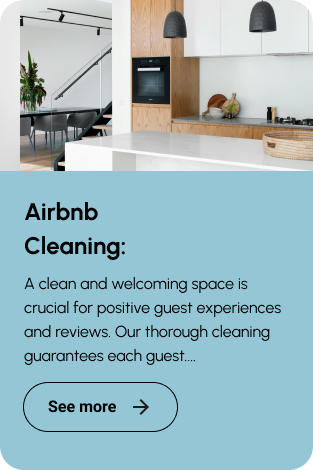 Airbnb
Cleaning:
A clean and welcoming space is
crucial for positive guest experiences
and reviews. Our thorough cleaning
guarantees each guest....
See more